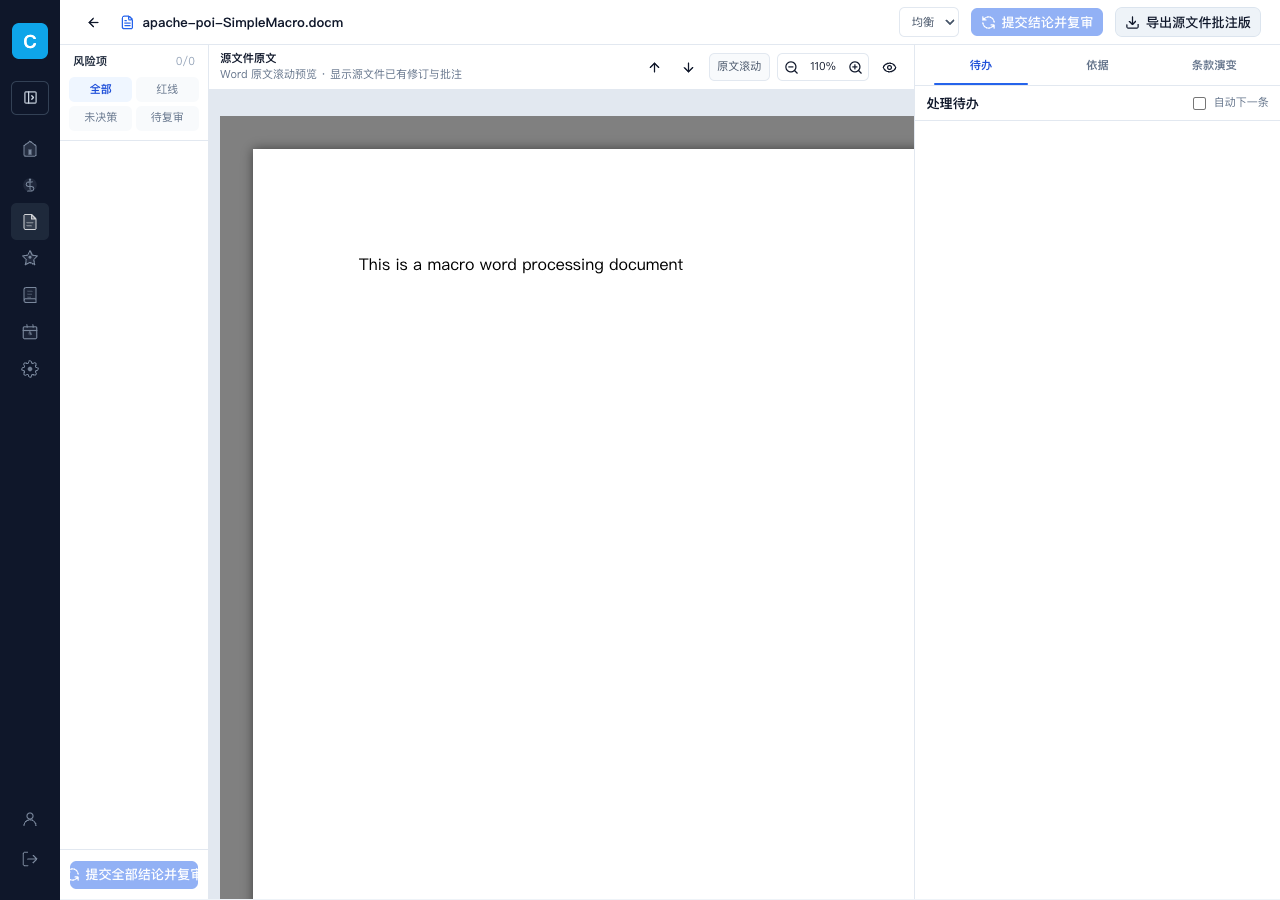 C
apache-poi-SimpleMacro.docm
均衡
提交结论并复审
导出源文件批注版
风险项
0/0
全部
红线
未决策
待复审
源文件原文
Word 原文滚动预览 · 显示源文件已有修订与批注
原文滚动
110%
待办
依据
条款演变
处理待办
自动下一条
This is a macro word processing document
提交全部结论并复审